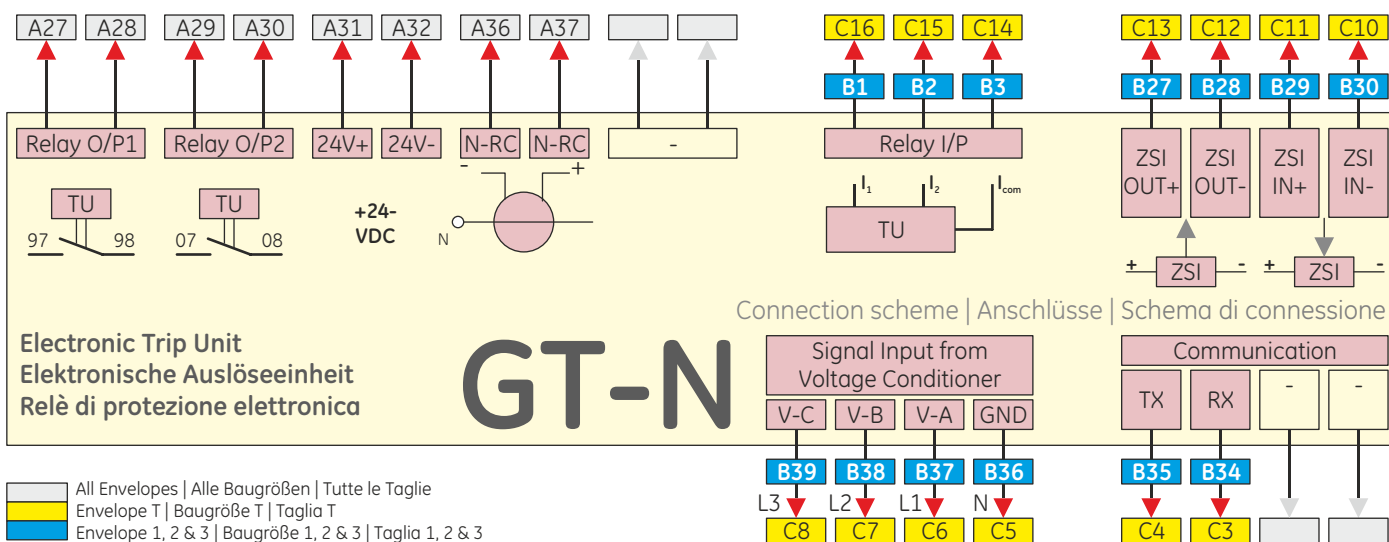 A27 A28 A29 A30 A31 A32 A36 A37 C16 C15 C14 C13 C12 C11 C10
B1 B2 B3 B27 B28 B29 B30
Relay O/P1 Relay O/P2 24V+ 24V- N-RC N-RC - Relay I/P
ZSI OUT+ ZSI OUT- ZSI IN+ ZSI IN-
- +
TU TU +24- VDC N I1 I2 Icom
97 98 07 08 TU
+ ZSI - + ZSI -
Connection scheme | Anschlüsse | Schema di connessione
Electronic Trip Unit
Elektronische Auslöseeinheit
Relè di protezione elettronica
GT-N
Signal Input from
Voltage Conditioner
V-C V-B V-A GND
Communication
TX RX - -
B39 B38 B37 B36 B35 B34
L3 L2 L1 N
C8 C7 C6 C5 C4 C3
All Envelopes | Alle Baugrößen | Tutte le Taglie
Envelope T | Baugröße T | Taglia T
Envelope 1, 2 & 3 | Baugröße 1, 2 & 3 | Taglia 1, 2 & 3